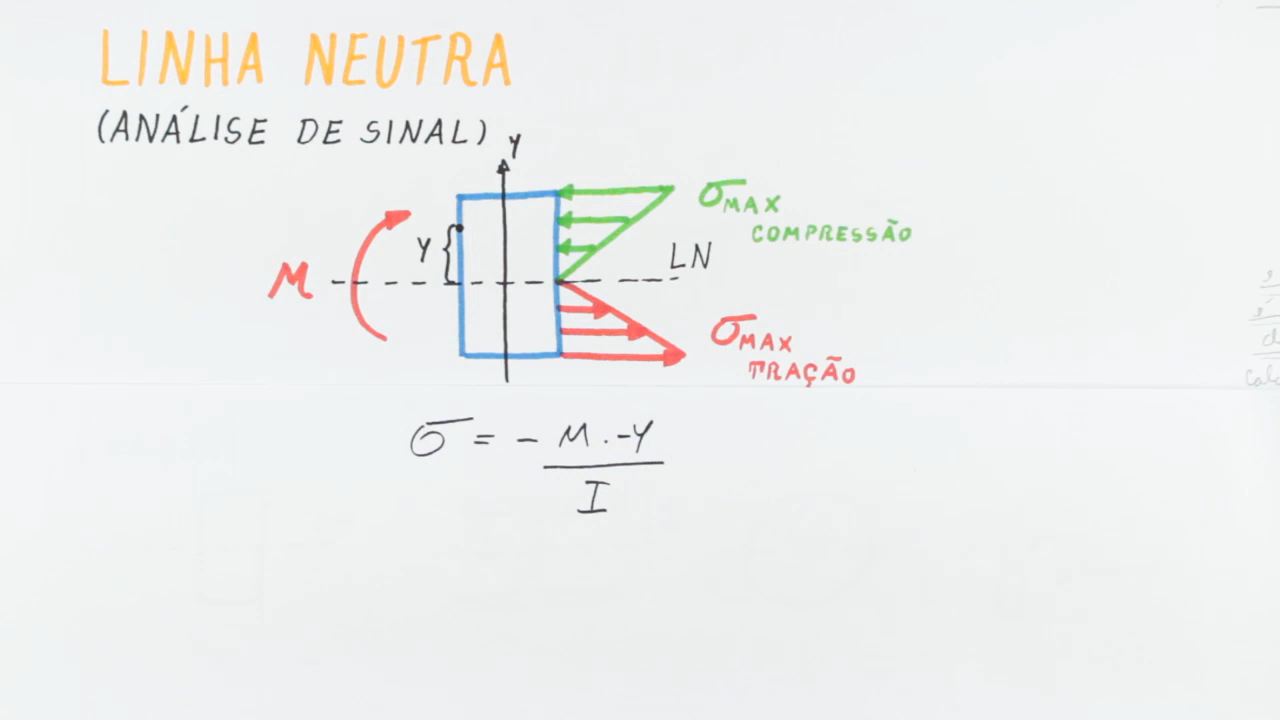 LINHA NEUTRA
(ANÁLISE DE SINAL)
Y
σMAX
COMPRESSÃO
Y
LN
M
σMAX
TRAÇÃO
σ = - M . -Y
I